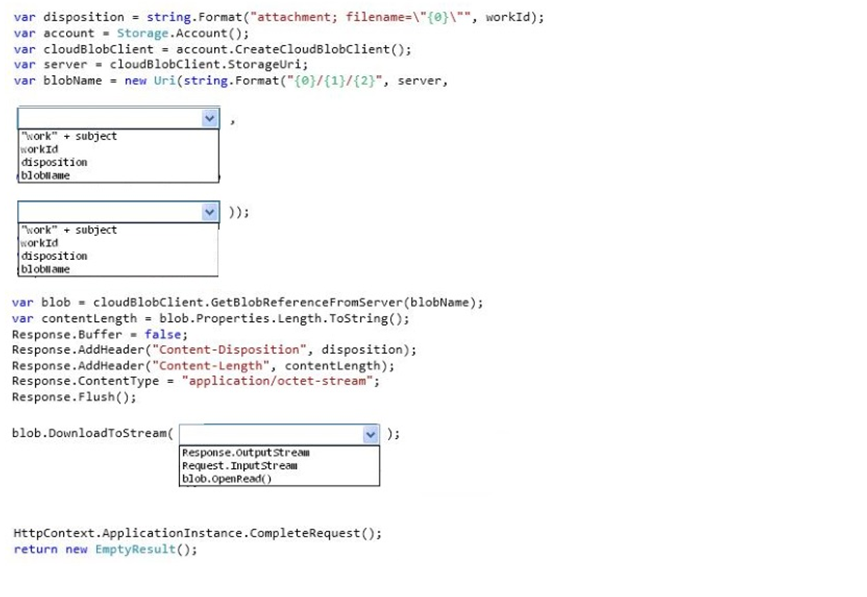 var disposition = string.Format("attachment; filename=\"{0}\"", workId);
var account = Storage.Account();
var cloudBlobClient = account.CreateCloudBlobClient();
var server = cloudBlobClient.StorageUri;
var blobName = new Uri(string.Format("{0}/{1}/{2}", server,
,
"work" + subject
workId
disposition
blobName
));
"work" + subject
workId
disposition
blobName
var blob = cloudBlobClient.GetBlobReferenceFromServer(blobName);
var contentLength = blob.Properties.Length.ToString();
Response.Buffer = false;
Response.AddHeader("Content-Disposition", disposition);
Response.AddHeader("Content-Length", contentLength);
Response.ContentType = "application/octet-stream";
Response.Flush();
blob.DownloadToStream( );
Response.OutputStream
Request.InputStream
blob.OpenRead()
HttpContext.ApplicationInstance.CompleteRequest();
return new EmptyResult();